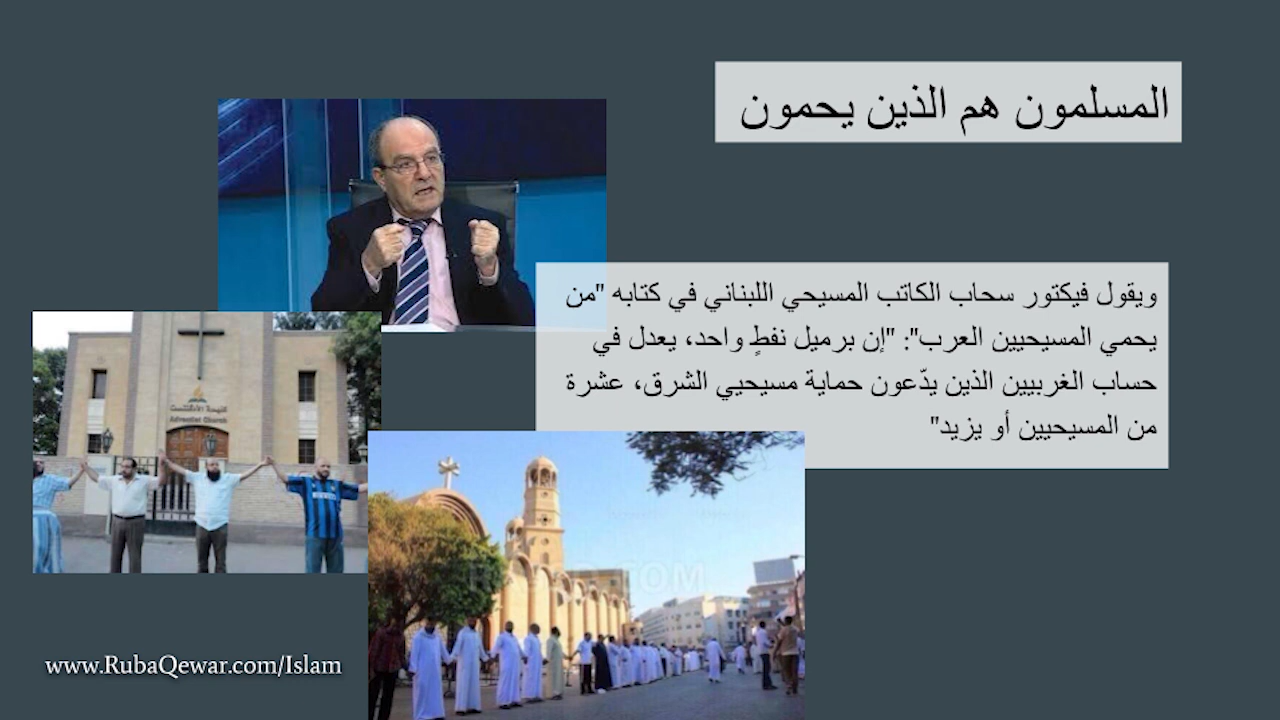 المسلمون هم الذين يحمون
ويقول فيكتور سحاب الكاتب المسيحي اللبناني في كتابه "من
يحمي المسيحيين العرب": "إن برميل نفطٍ واحد، يعدل في
حساب الغربيين الذين يدّعون حماية مسيحيي الشرق، عشرة
من المسيحيين أو يزيد"
Adventist Church
www.RubaQewar.com/Islam